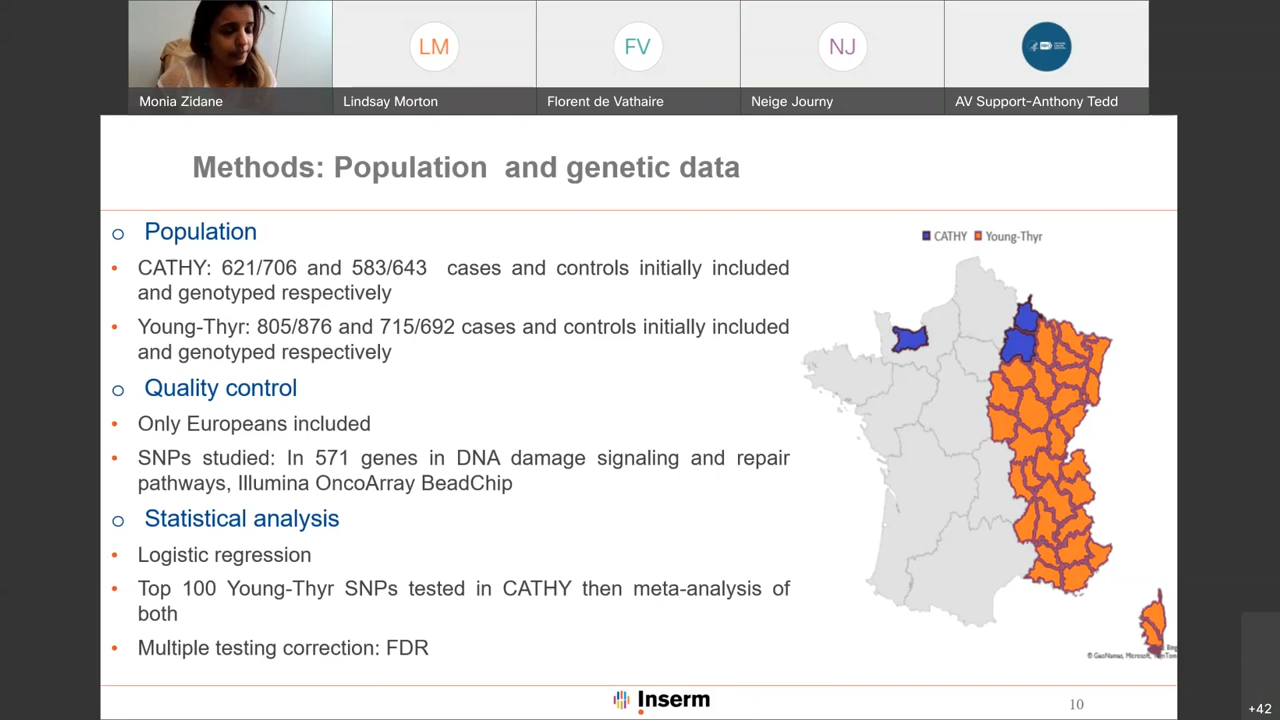 LM
FV
NJ
Monia Zidane
Lindsay Morton
Florent de Vathaire
Neige Journy
AV Support-Anthony Tedd
Methods: Population and genetic data
o Population
• CATHY: 621/706 and 583/643 cases and controls initially included
and genotyped respectively
• Young-Thyr: 805/876 and 715/692 cases and controls initially included
and genotyped respectively
o Quality control
• Only Europeans included
• SNPs studied: In 571 genes in DNA damage signaling and repair
pathways, Illumina OncoArray BeadChip
o Statistical analysis
• Logistic regression
• Top 100 Young-Thyr SNPs tested in CATHY then meta-analysis of
both
• Multiple testing correction: FDR
CATHY Young-Thyr
© GeoNames, Microsoft, TomTom
Inserm
10
+42